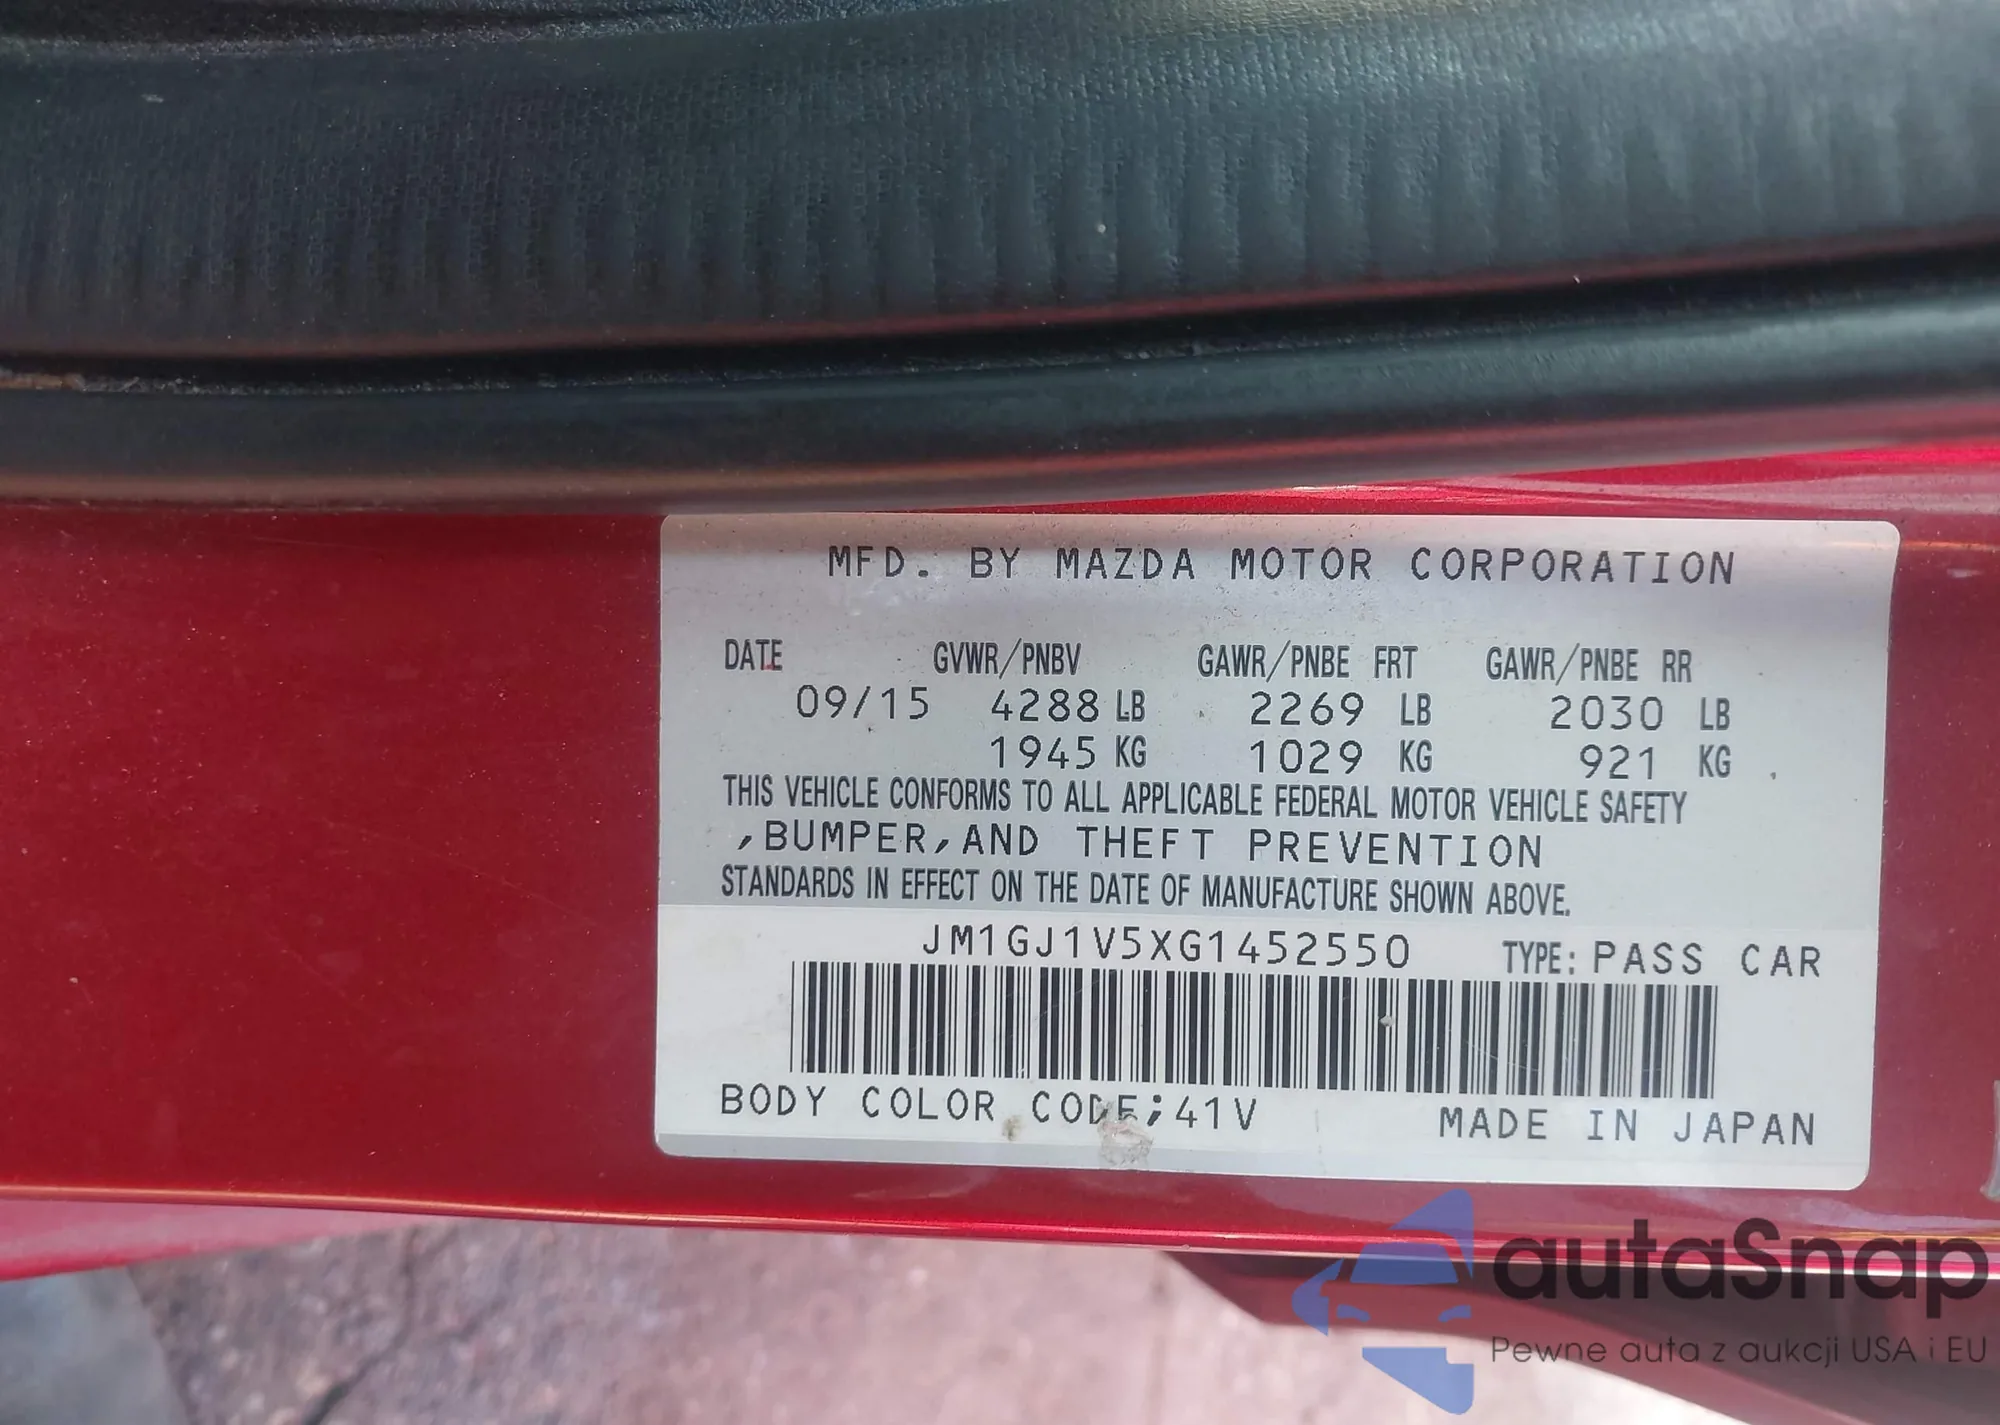 MFD. BY MAZDA MOTOR CORPORATION
DATE GVWR/PNBV GAWR/PNBE FRT GAWR/PNBE RR
09/15 4288 LB 2269 LB 2030 LB
1945 KG 1029 KG 921 KG
THIS VEHICLE CONFORMS TO ALL APPLICABLE FEDERAL MOTOR VEHICLE SAFETY
,BUMPER,AND THEFT PREVENTION
STANDARDS IN EFFECT ON THE DATE OF MANUFACTURE SHOWN ABOVE.
JM1GJ1V5XG1452550 TYPE: PASS CAR
BODY COLOR CODE;41V MADE IN JAPAN
autaSnap
Pewne auta z aukcji USA i EU